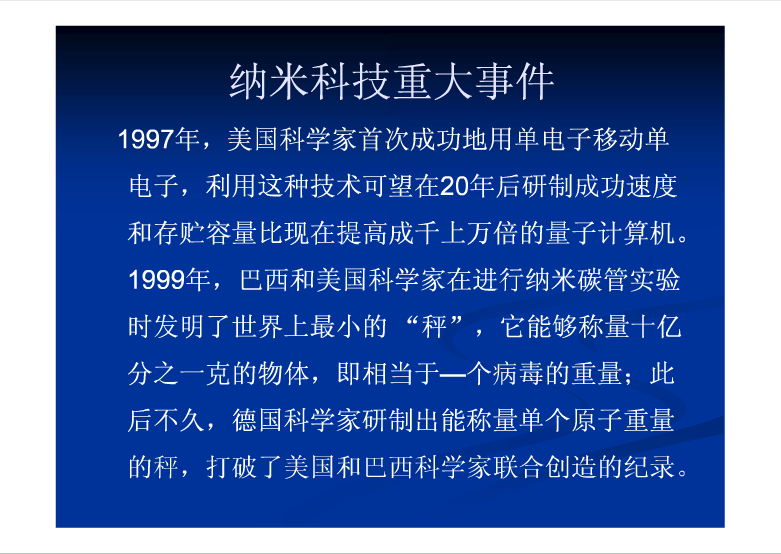 纳米科技重大事件
1997年，美国科学家首次成功地用单电子移动单
电子，利用这种技术可望在20年后研制成功速度
和存贮容量比现在提高成千上万倍的量子计算机。
1999年，巴西和美国科学家在进行纳米碳管实验
时发明了世界上最小的“秤”，它能够称量十亿
分之一克的物体，即相当于—个病毒的重量；此
后不久，德国科学家研制出能称量单个原子重量
的秤，打破了美国和巴西科学家联合创造的纪录。